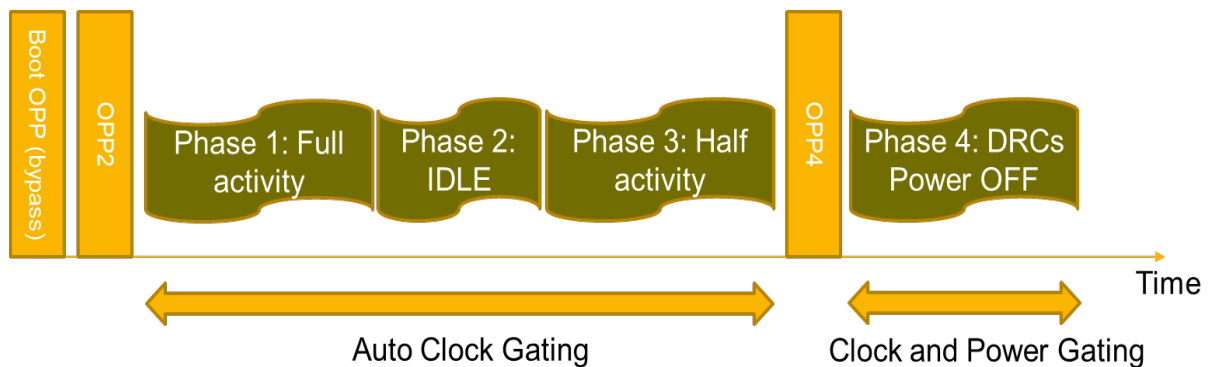 Boot OPP (bypass)
OPP2
Phase 1: Full
activity
Phase 2:
IDLE
Phase 3: Half
activity
OPP4
Phase 4: DRCs
Power OFF
Time
Auto Clock Gating
Clock and Power Gating